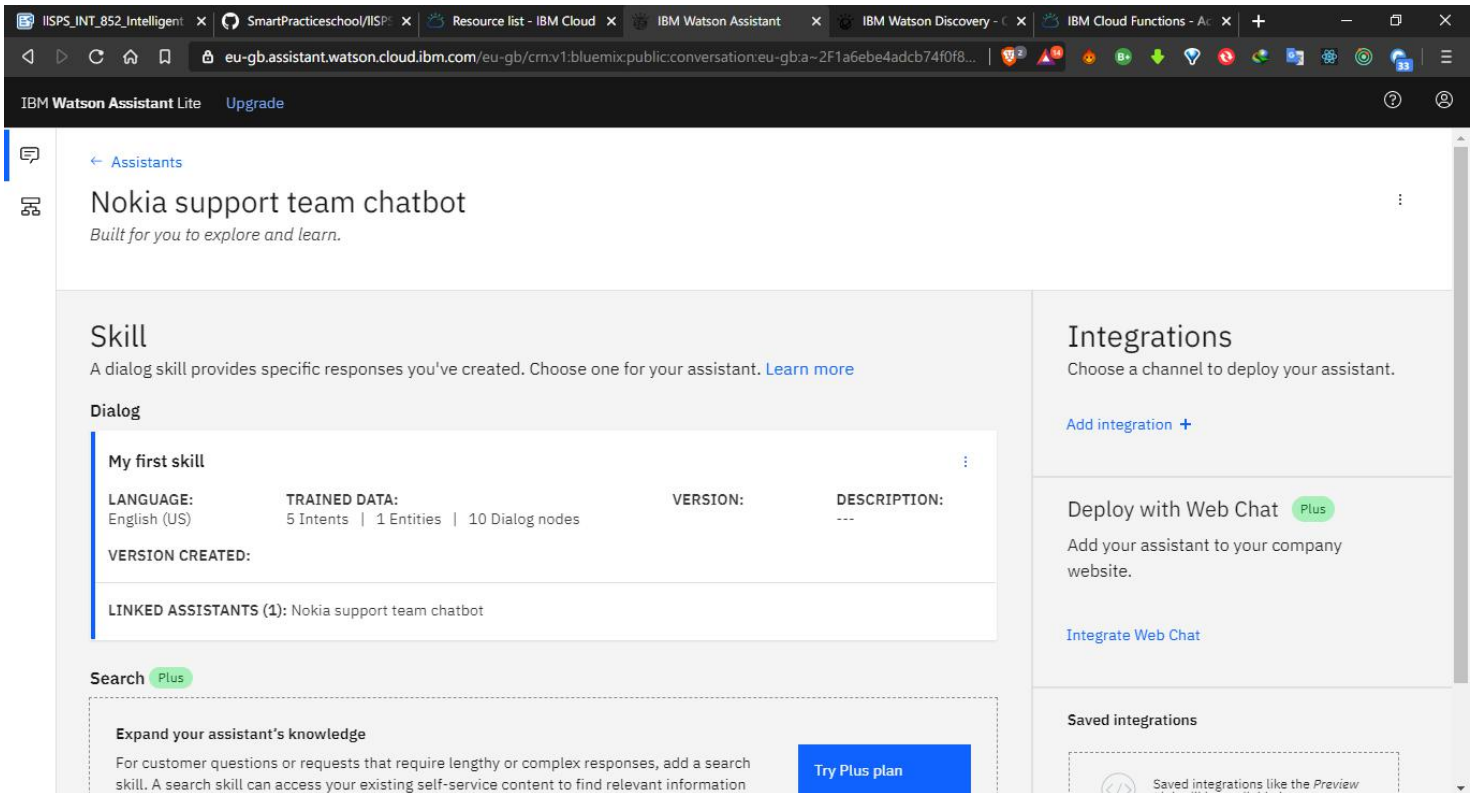 IISPS_INT_852_Intelligent
SmartPracticeschool/IISPS
Resource list - IBM Cloud
IBM Watson Assistant
IBM Watson Discovery - C
IBM Cloud Functions - Ac
eu-gb.assistant.watson.cloud.ibm.com/eu-gb/crn:v1:bluemix:public:conversation:eu-gb:a~2F1a6ebe4adcb74f0f8...
IBM Watson Assistant Lite Upgrade
← Assistants
Nokia support team chatbot
Built for you to explore and learn.
Skill
A dialog skill provides specific responses you've created. Choose one for your assistant. Learn more
Dialog
My first skill
LANGUAGE: TRAINED DATA: VERSION: DESCRIPTION:
English (US) 5 Intents | 1 Entities | 10 Dialog nodes ---
VERSION CREATED:
LINKED ASSISTANTS (1): Nokia support team chatbot
Search Plus
Expand your assistant's knowledge
For customer questions or requests that require lengthy or complex responses, add a search
skill. A search skill can access your existing self-service content to find relevant information
Try Plus plan
Integrations
Choose a channel to deploy your assistant.
Add integration +
Deploy with Web Chat Plus
Add your assistant to your company
website.
Integrate Web Chat
Saved integrations
Saved integrations like the Preview